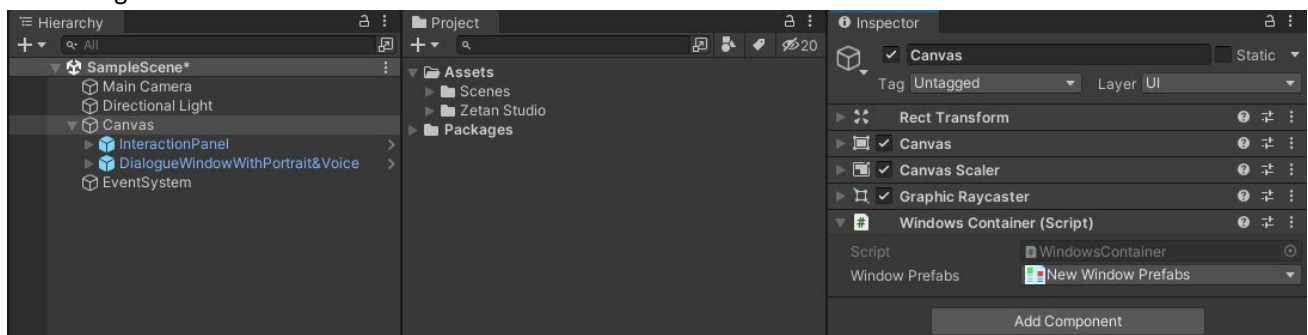 Hierarchy
All
SampleScene*
Main Camera
Directional Light
Canvas
InteractionPanel
DialogueWindowWithPortrait&Voice
EventSystem
Project
20
Assets
Scenes
Zetan Studio
Packages
Inspector
Canvas
Static
Tag Untagged Layer UI
Rect Transform
Canvas
Canvas Scaler
Graphic Raycaster
# Windows Container (Script)
Script WindowsContainer
Window Prefabs New Window Prefabs
Add Component